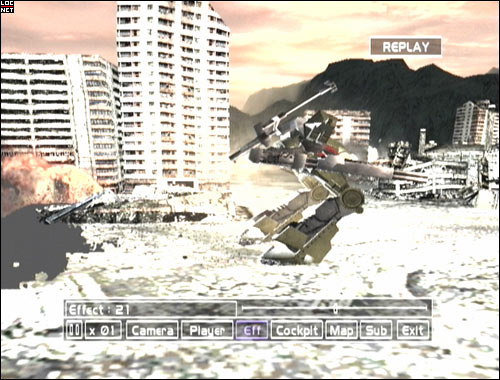 LOC
NET
REPLAY
Effect : 21
x 01 Camera Player Eff Cockpit Map Sub Exit